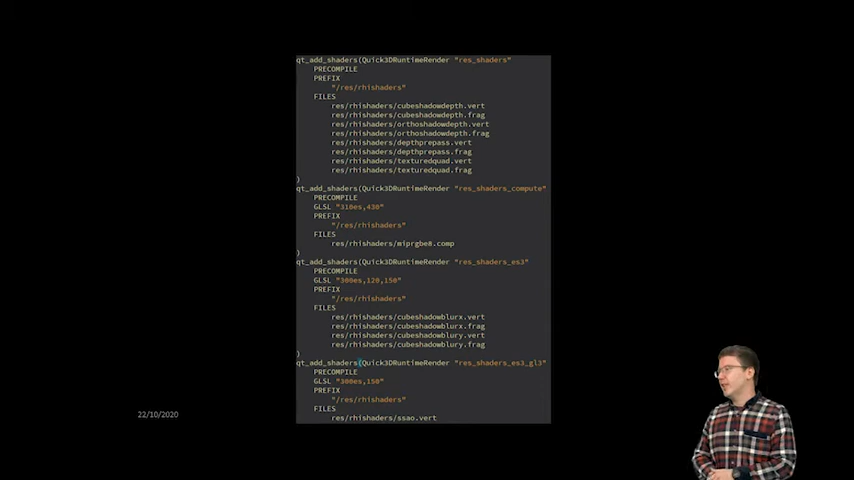 qt_add_shaders(Quick3DRuntimeRender "res_shaders"
PRECOMPILE
PREFIX
"/res/rhishaders"
FILES
res/rhishaders/cubeshadowdepth.vert
res/rhishaders/cubeshadowdepth.frag
res/rhishaders/orthoshadowdepth.vert
res/rhishaders/orthoshadowdepth.frag
res/rhishaders/depthprepass.vert
res/rhishaders/depthprepass.frag
res/rhishaders/texturedquad.vert
res/rhishaders/texturedquad.frag
)
qt_add_shaders(Quick3DRuntimeRender "res_shaders_compute"
PRECOMPILE
GLSL "310es,430"
PREFIX
"/res/rhishaders"
FILES
res/rhishaders/miprgbe8.comp
)
qt_add_shaders(Quick3DRuntimeRender "res_shaders_es3"
PRECOMPILE
GLSL "300es,120,150"
PREFIX
"/res/rhishaders"
FILES
res/rhishaders/cubeshadowblurx.vert
res/rhishaders/cubeshadowblurx.frag
res/rhishaders/cubeshadowblury.vert
res/rhishaders/cubeshadowblury.frag
)
qt_add_shaders(Quick3DRuntimeRender "res_shaders_es3_gl3"
PRECOMPILE
GLSL "300es,150"
PREFIX
"/res/rhishaders"
FILES
res/rhishaders/ssao.vert
22/10/2020